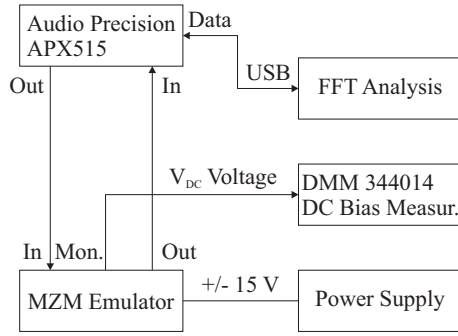 Audio Precision
APX515
Data
Out
In
USB
FFT Analysis
V_DC Voltage
DMM 344014
DC Bias Measur.
In
Mon.
Out
+/- 15 V
MZM Emulator
Power Supply